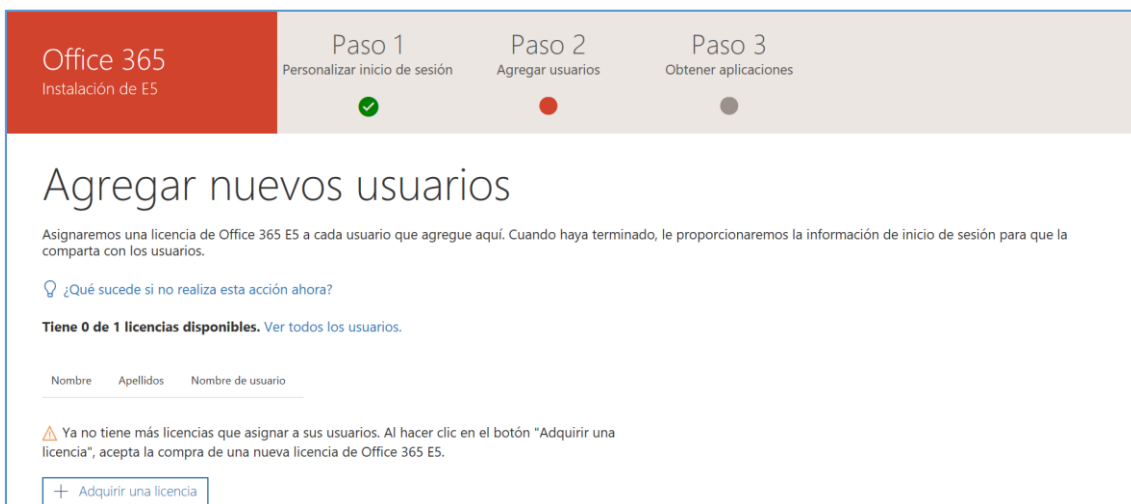 Office 365
Instalación de E5
Paso 1
Personalizar inicio de sesión
Paso 2
Agregar usuarios
Paso 3
Obtener aplicaciones
Agregar nuevos usuarios
Asignaremos una licencia de Office 365 E5 a cada usuario que agregue aquí. Cuando haya terminado, le proporcionaremos la información de inicio de sesión para que la
comparta con los usuarios.
¿Qué sucede si no realiza esta acción ahora?
Tiene 0 de 1 licencias disponibles. Ver todos los usuarios.
Nombre Apellidos Nombre de usuario
Ya no tiene más licencias que asignar a sus usuarios. Al hacer clic en el botón "Adquirir una
licencia", acepta la compra de una nueva licencia de Office 365 E5.
+ Adquirir una licencia